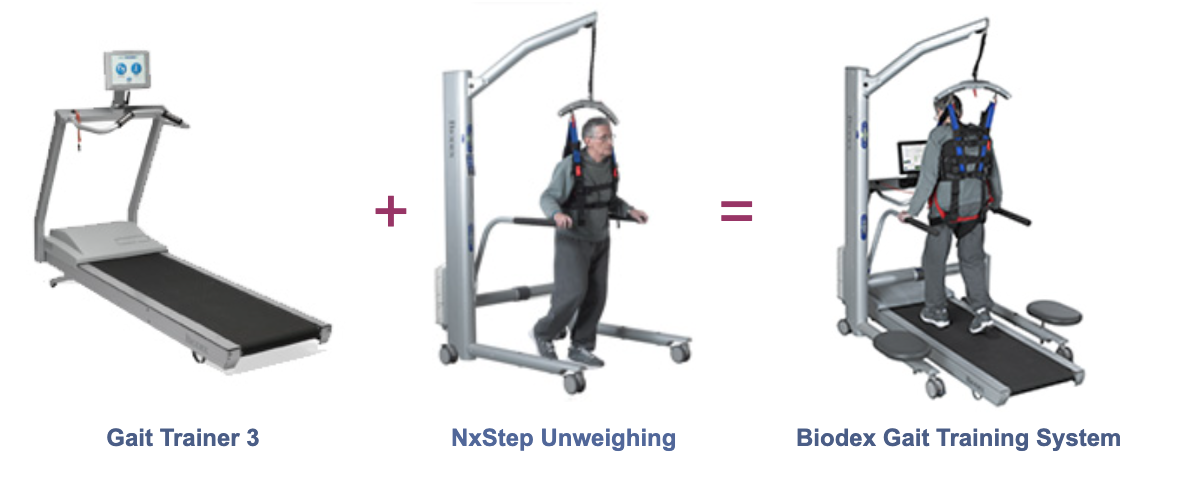 +
=
Gait Trainer 3
NxStep Unweighing
Biodex Gait Training System